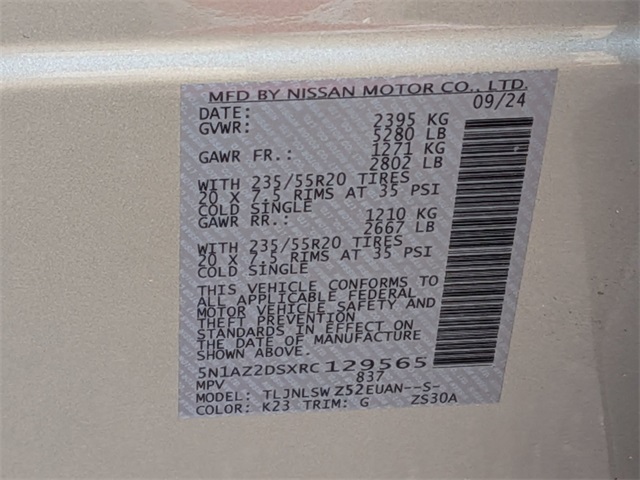 MFD BY NISSAN MOTOR CO., LTD.
DATE: 09/24
GVWR: 2395 KG
5280 LB
GAWR FR.: 1271 KG
2802 LB
WITH 235/55R20 TIRES
20 X 7.5 RIMS AT 35 PSI
COLD SINGLE
GAWR RR.: 1210 KG
2667 LB
WITH 235/55R20 TIRES
20 X 7.5 RIMS AT 35 PSI
COLD SINGLE
THIS VEHICLE CONFORMS TO
ALL APPLICABLE FEDERAL
MOTOR VEHICLE SAFETY AND
THEFT PREVENTION
STANDARDS IN EFFECT ON
THE DATE OF MANUFACTURE
5N1AZ2DSXRC129565
MPV 837
MODEL: TLJNLSW Z52EUAN--S-
COLOR: K23 TRIM: G ZS30A